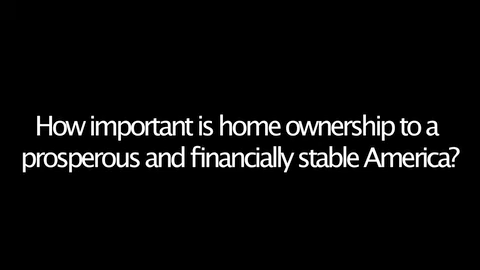 How important is home ownership to a
prosperous and financially stable America?